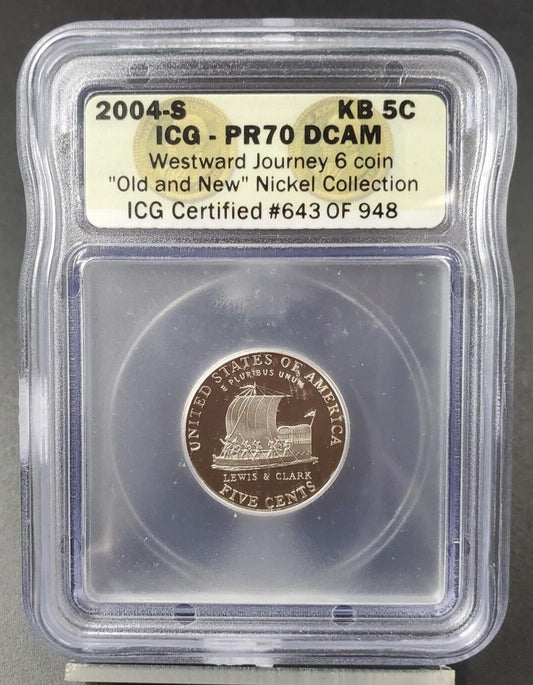 2004-S KB 5C
ICG - PR70 DCAM
Westward Journey 6 coin
"Old and New" Nickel Collection
ICG Certified #643 OF 948
UNITED STATES OF AMERICA
E PLURIBUS UNUM
LEWIS & CLARK
FIVE CENTS